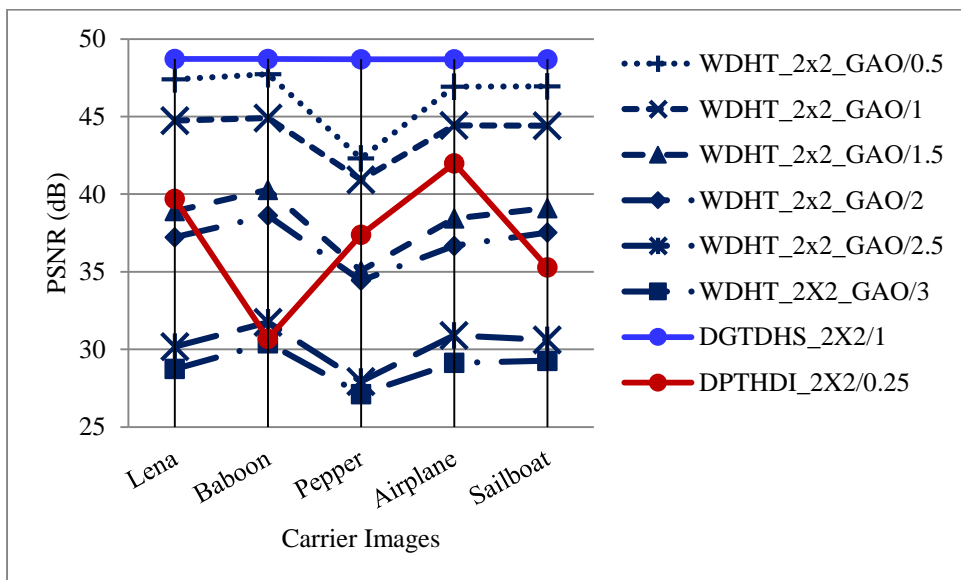 50
45
40
35
30
25
PSNR (dB)
Lena
Baboon
Pepper
Airplane
Sailboat
Carrier Images
WDHT_2x2_GAO/0.5
WDHT_2x2_GAO/1
WDHT_2x2_GAO/1.5
WDHT_2x2_GAO/2
WDHT_2x2_GAO/2.5
WDHT_2X2_GAO/3
DGTDHS_2X2/1
DPTHDI_2X2/0.25